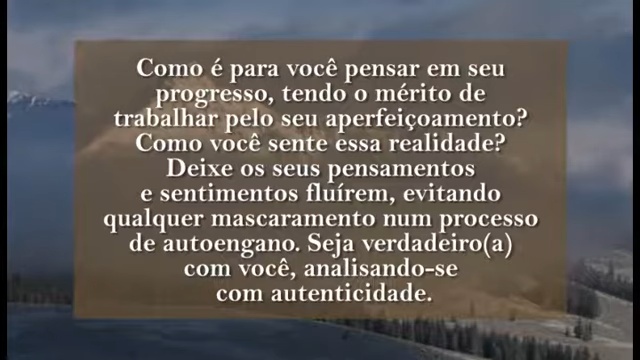 Como é para você pensar em seu
progresso, tendo o mérito de
trabalhar pelo seu aperfeiçoamento?
Como você sente essa realidade?
Deixe os seus pensamentos
e sentimentos fluírem, evitando
qualquer mascaramento num processo
de autoengano. Seja verdadeiro(a)
com você, analisando-se
com autenticidade.